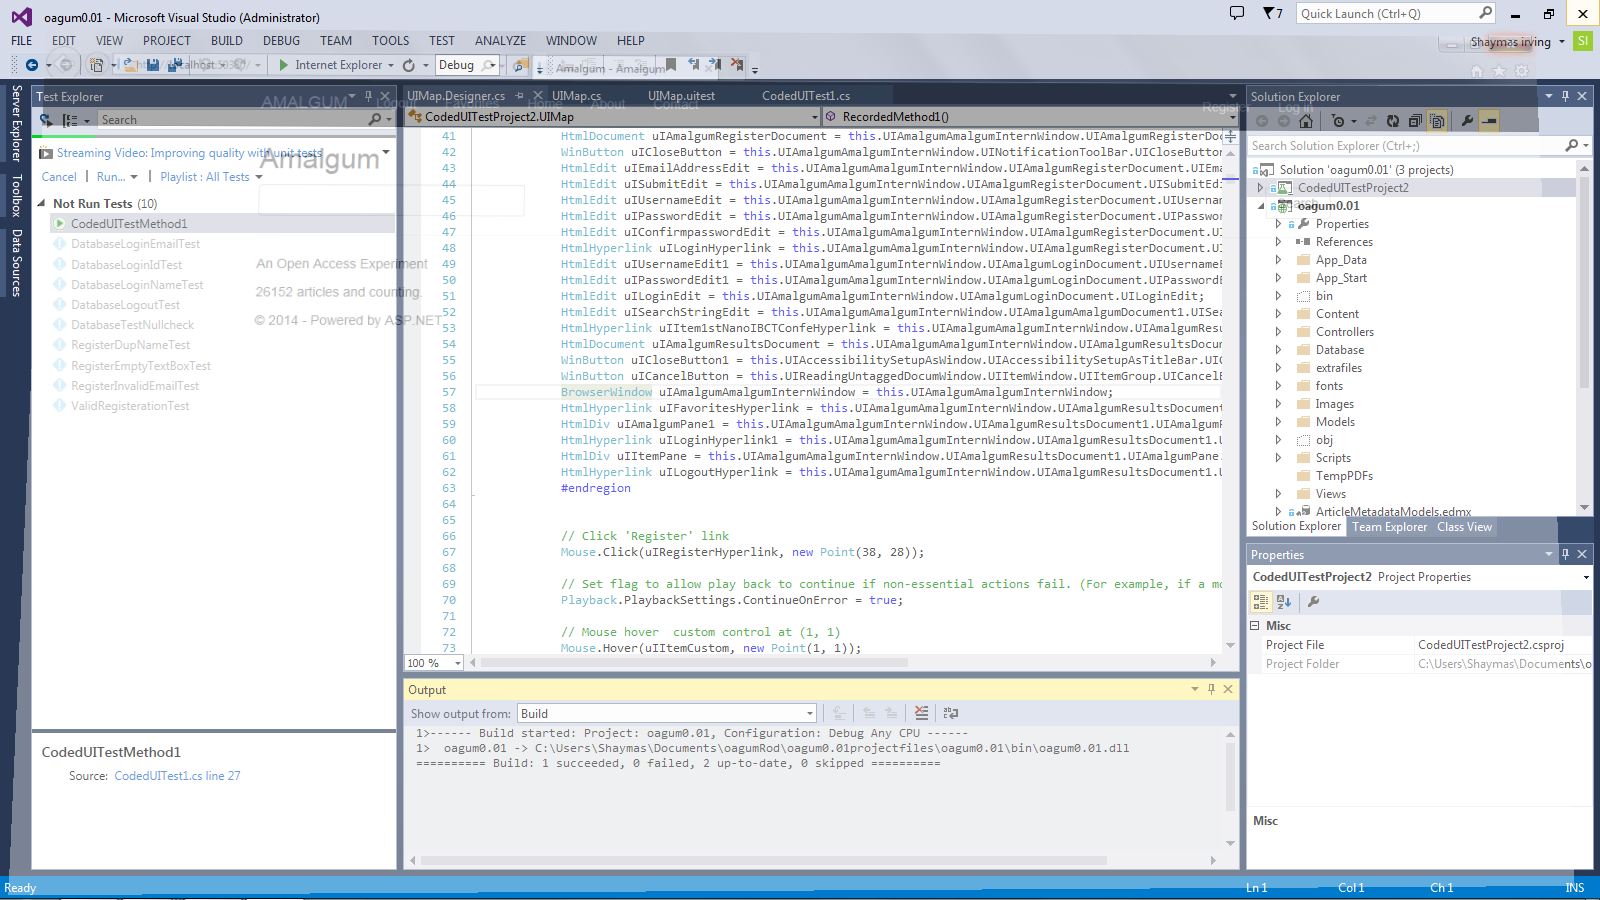 oagum0.01 - Microsoft Visual Studio (Administrator)
7
Quick Launch (Ctrl+Q)
FILE EDIT VIEW PROJECT BUILD DEBUG TEAM TOOLS TEST ANALYZE WINDOW HELP
Shaymas irving
SI
Internet Explorer
Debug
Amalgum - Amalgum
AMALGUM Logout Favorites Home About Contact
Register Log in
Server Explorer
Toolbox
Data Sources
Test Explorer
Search
Streaming Video: Improving quality with unit tests
Cancel | Run... | Playlist : All Tests
Not Run Tests (10)
CodedUITestMethod1
DatabaseLoginEmailTest
DatabaseLoginIdTest
DatabaseLoginNameTest
DatabaseLogoutTest
DatabaseTestNullcheck
RegisterDupNameTest
RegisterEmptyTextBoxTest
RegisterInvalidEmailTest
ValidRegisterationTest
Amalgum
An Open Access Experiment
26152 articles and counting.
© 2014 - Powered by ASP.NET
CodedUITestMethod1
Source: CodedUITest1.cs line 27
UIMap.Designer.cs UIMap.cs UIMap.uitest CodedUITest1.cs
CodedUITestProject2.UIMap RecordedMethod1()
41 HtmlDocument uIAmalgumRegisterDocument = this.UIAmalgumAmalgumInternWindow.UIAmalgumRegisterDoc
42 WinButton uICloseButton = this.UIAmalgumAmalgumInternWindow.UINotificationToolBar.UICloseButton
43 HtmlEdit uIEmailAddressEdit = this.UIAmalgumAmalgumInternWindow.UIAmalgumRegisterDocument.UIEma
44 HtmlEdit uISubmitEdit = this.UIAmalgumAmalgumInternWindow.UIAmalgumRegisterDocument.UISubmitEdi
45 HtmlEdit uIUsernameEdit = this.UIAmalgumAmalgumInternWindow.UIAmalgumRegisterDocument.UIUsernam
46 HtmlEdit uIPasswordEdit = this.UIAmalgumAmalgumInternWindow.UIAmalgumRegisterDocument.UIPasswor
47 HtmlEdit uIConfirmpasswordEdit = this.UIAmalgumAmalgumInternWindow.UIAmalgumRegisterDocument.UI
48 HtmlHyperlink uILoginHyperlink = this.UIAmalgumAmalgumInternWindow.UIAmalgumRegisterDocument.UI
49 HtmlEdit uIUsernameEdit1 = this.UIAmalgumAmalgumInternWindow.UIAmalgumLoginDocument.UIUsernameE
50 HtmlEdit uIPasswordEdit1 = this.UIAmalgumAmalgumInternWindow.UIAmalgumLoginDocument.UIPasswordE
51 HtmlEdit uILoginEdit = this.UIAmalgumAmalgumInternWindow.UIAmalgumLoginDocument.UILoginEdit;
52 HtmlEdit uISearchStringEdit = this.UIAmalgumAmalgumInternWindow.UIAmalgumAmalgumDocument1.UISea
53 HtmlHyperlink uIItem1stNanoIBCTConfeHyperlink = this.UIAmalgumAmalgumInternWindow.UIAmalgumResu
54 HtmlDocument uIAmalgumResultsDocument = this.UIAmalgumAmalgumInternWindow.UIAmalgumResultsDocum
55 WinButton uICloseButton1 = this.UIAccessibilitySetupAsWindow.UIAccessibilitySetupAsTitleBar.UIC
56 WinButton uICancelButton = this.UIReadingUntaggedDocumWindow.UIItemWindow.UIItemGroup.UICancelB
57 BrowserWindow uIAmalgumAmalgumInternWindow = this.UIAmalgumAmalgumInternWindow;
58 HtmlHyperlink uIFavoritesHyperlink = this.UIAmalgumAmalgumInternWindow.UIAmalgumResultsDocument
59 HtmlDiv uIAmalgumPane1 = this.UIAmalgumAmalgumInternWindow.UIAmalgumResultsDocument1.UIAmalgumP
60 HtmlHyperlink uILoginHyperlink1 = this.UIAmalgumAmalgumInternWindow.UIAmalgumResultsDocument1.U
61 HtmlDiv uIItemPane = this.UIAmalgumAmalgumInternWindow.UIAmalgumResultsDocument1.UIAmalgumPane.
62 HtmlHyperlink uILogoutHyperlink = this.UIAmalgumAmalgumInternWindow.UIAmalgumResultsDocument1.U
63 #endregion
64
65
66 // Click 'Register' link
67 Mouse.Click(uIRegisterHyperlink, new Point(38, 28));
68
69 // Set flag to allow play back to continue if non-essential actions fail. (For example, if a mo
70 Playback.PlaybackSettings.ContinueOnError = true;
71
72 // Mouse hover  custom control at (1, 1)
73 Mouse.Hover(uIItemCustom, new Point(1, 1));
100 %
Output
Show output from: Build
1>------ Build started: Project: oagum0.01, Configuration: Debug Any CPU ------
1>  oagum0.01 -> C:\Users\Shaymas\Documents\oagumRod\oagum0.01projectfiles\oagum0.01\bin\oagum0.01.dll
========== Build: 1 succeeded, 0 failed, 2 up-to-date, 0 skipped ==========
Solution Explorer
Search Solution Explorer (Ctrl+;)
Solution 'oagum0.01' (3 projects)
CodedUITestProject2
oagum0.01
Properties
References
App_Data
App_Start
bin
Content
Controllers
Database
extrafiles
fonts
Images
Models
obj
Scripts
TempPDFs
Views
ArticleMetadataModels.edmx
Solution Explorer Team Explorer Class View
Properties
CodedUITestProject2 Project Properties
Misc
Project File CodedUITestProject2.csproj
Project Folder C:\Users\Shaymas\Documents\o
Misc
Ready Ln 1 Col 1 Ch 1 INS